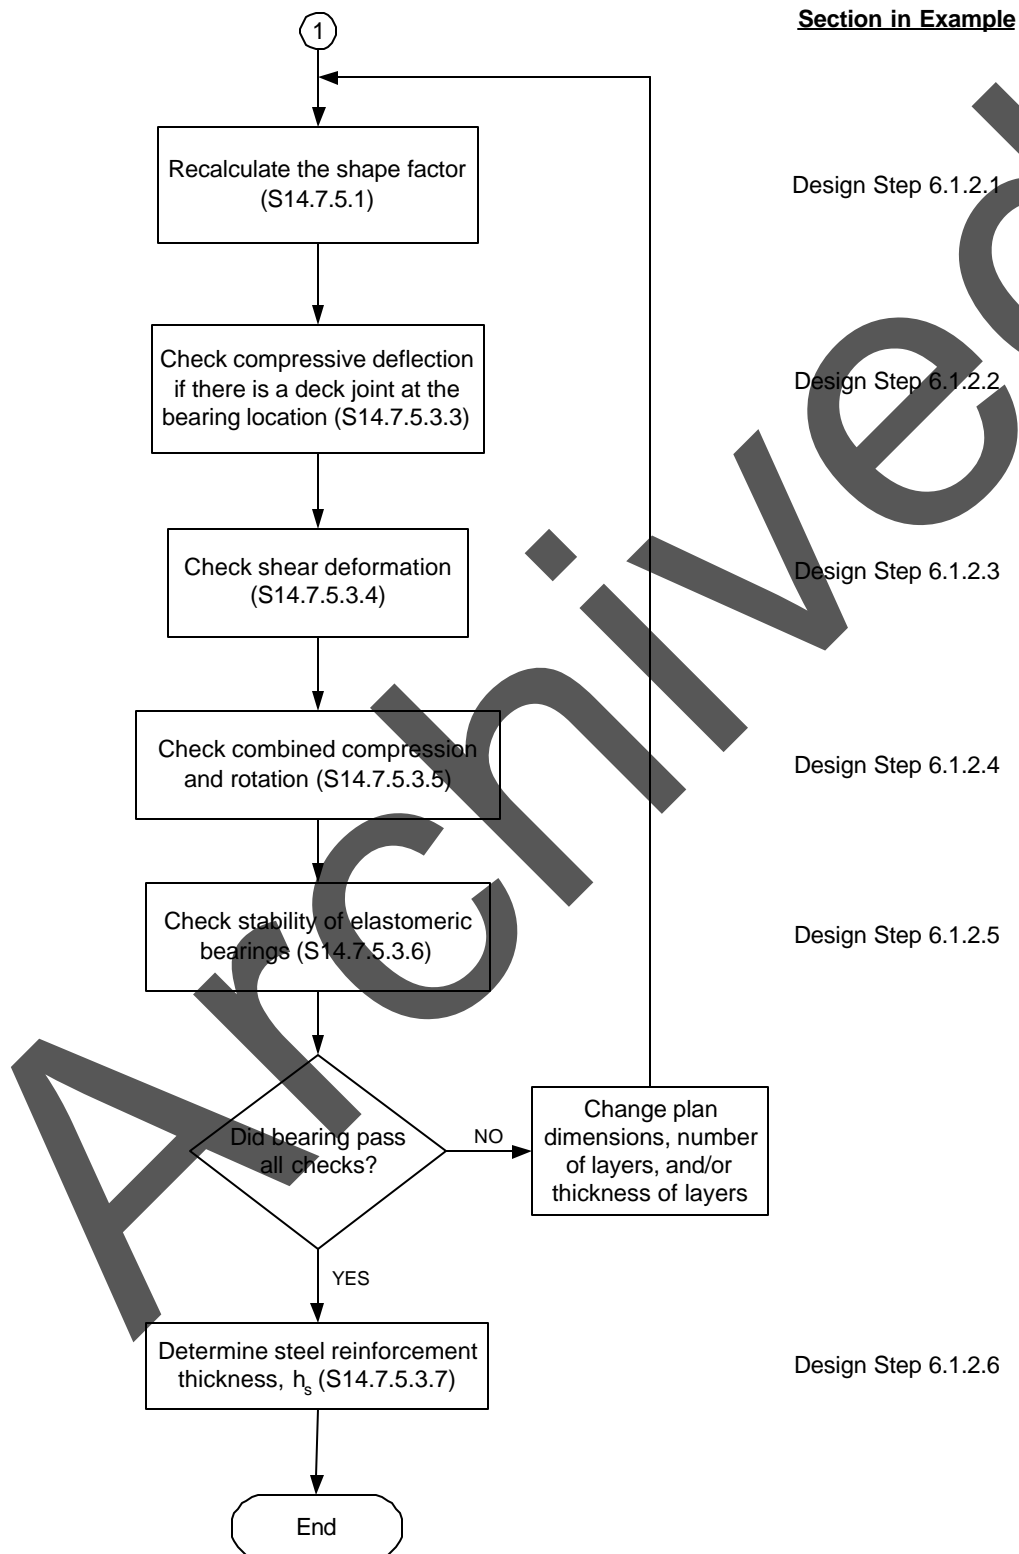 Section in Example
1
Recalculate the shape factor
(S14.7.5.1)
Design Step 6.1.2.1
Check compressive deflection
if there is a deck joint at the
bearing location (S14.7.5.3.3)
Design Step 6.1.2.2
Check shear deformation
(S14.7.5.3.4)
Design Step 6.1.2.3
Check combined compression
and rotation (S14.7.5.3.5)
Design Step 6.1.2.4
Check stability of elastomeric
bearings (S14.7.5.3.6)
Design Step 6.1.2.5
Did bearing pass
all checks?
NO
Change plan
dimensions, number
of layers, and/or
thickness of layers
YES
Determine steel reinforcement
thickness, hs (S14.7.5.3.7)
Design Step 6.1.2.6
End
Archived